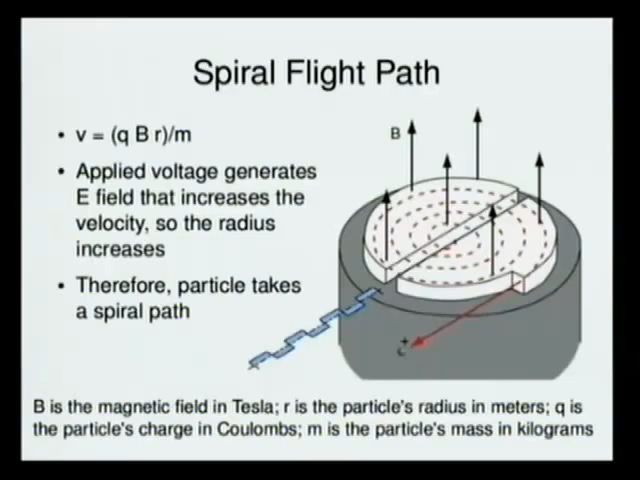 Spiral Flight Path
• v = (q B r)/m
• Applied voltage generates
E field that increases the
velocity, so the radius
increases
• Therefore, particle takes
a spiral path
B
B is the magnetic field in Tesla; r is the particle's radius in meters; q is
the particle's charge in Coulombs; m is the particle's mass in kilograms